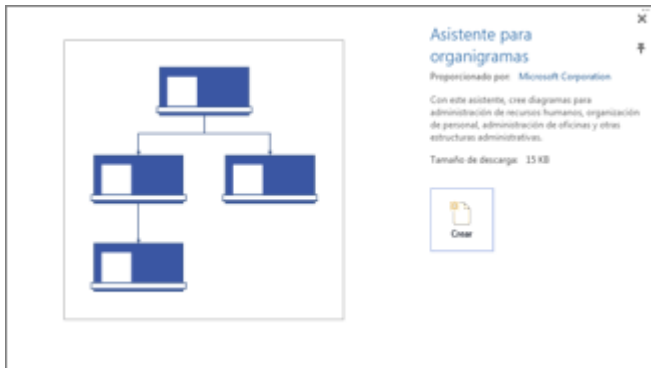 Asistente para
organigramas
Proporcionado por: Microsoft Corporation
Con este asistente, cree diagramas para
administración de recursos humanos, organización
de personal, administración de oficinas y otras
estructuras administrativas.
Tamaño de descarga: 15 KB
Crear